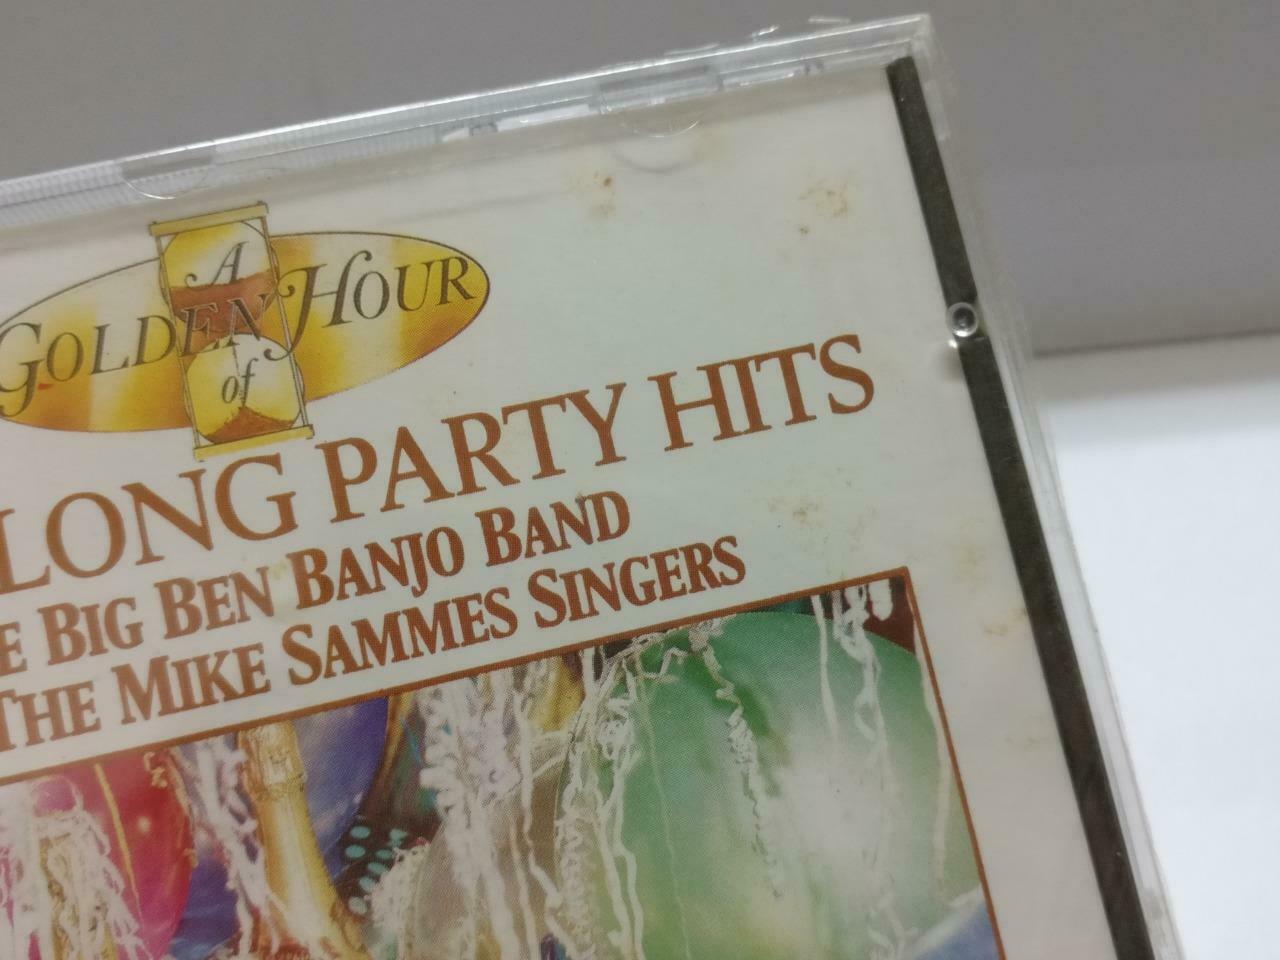 A
GOLDEN HOUR
of
LONG PARTY HITS
E BIG BEN BANJO BAND
THE MIKE SAMMES SINGERS